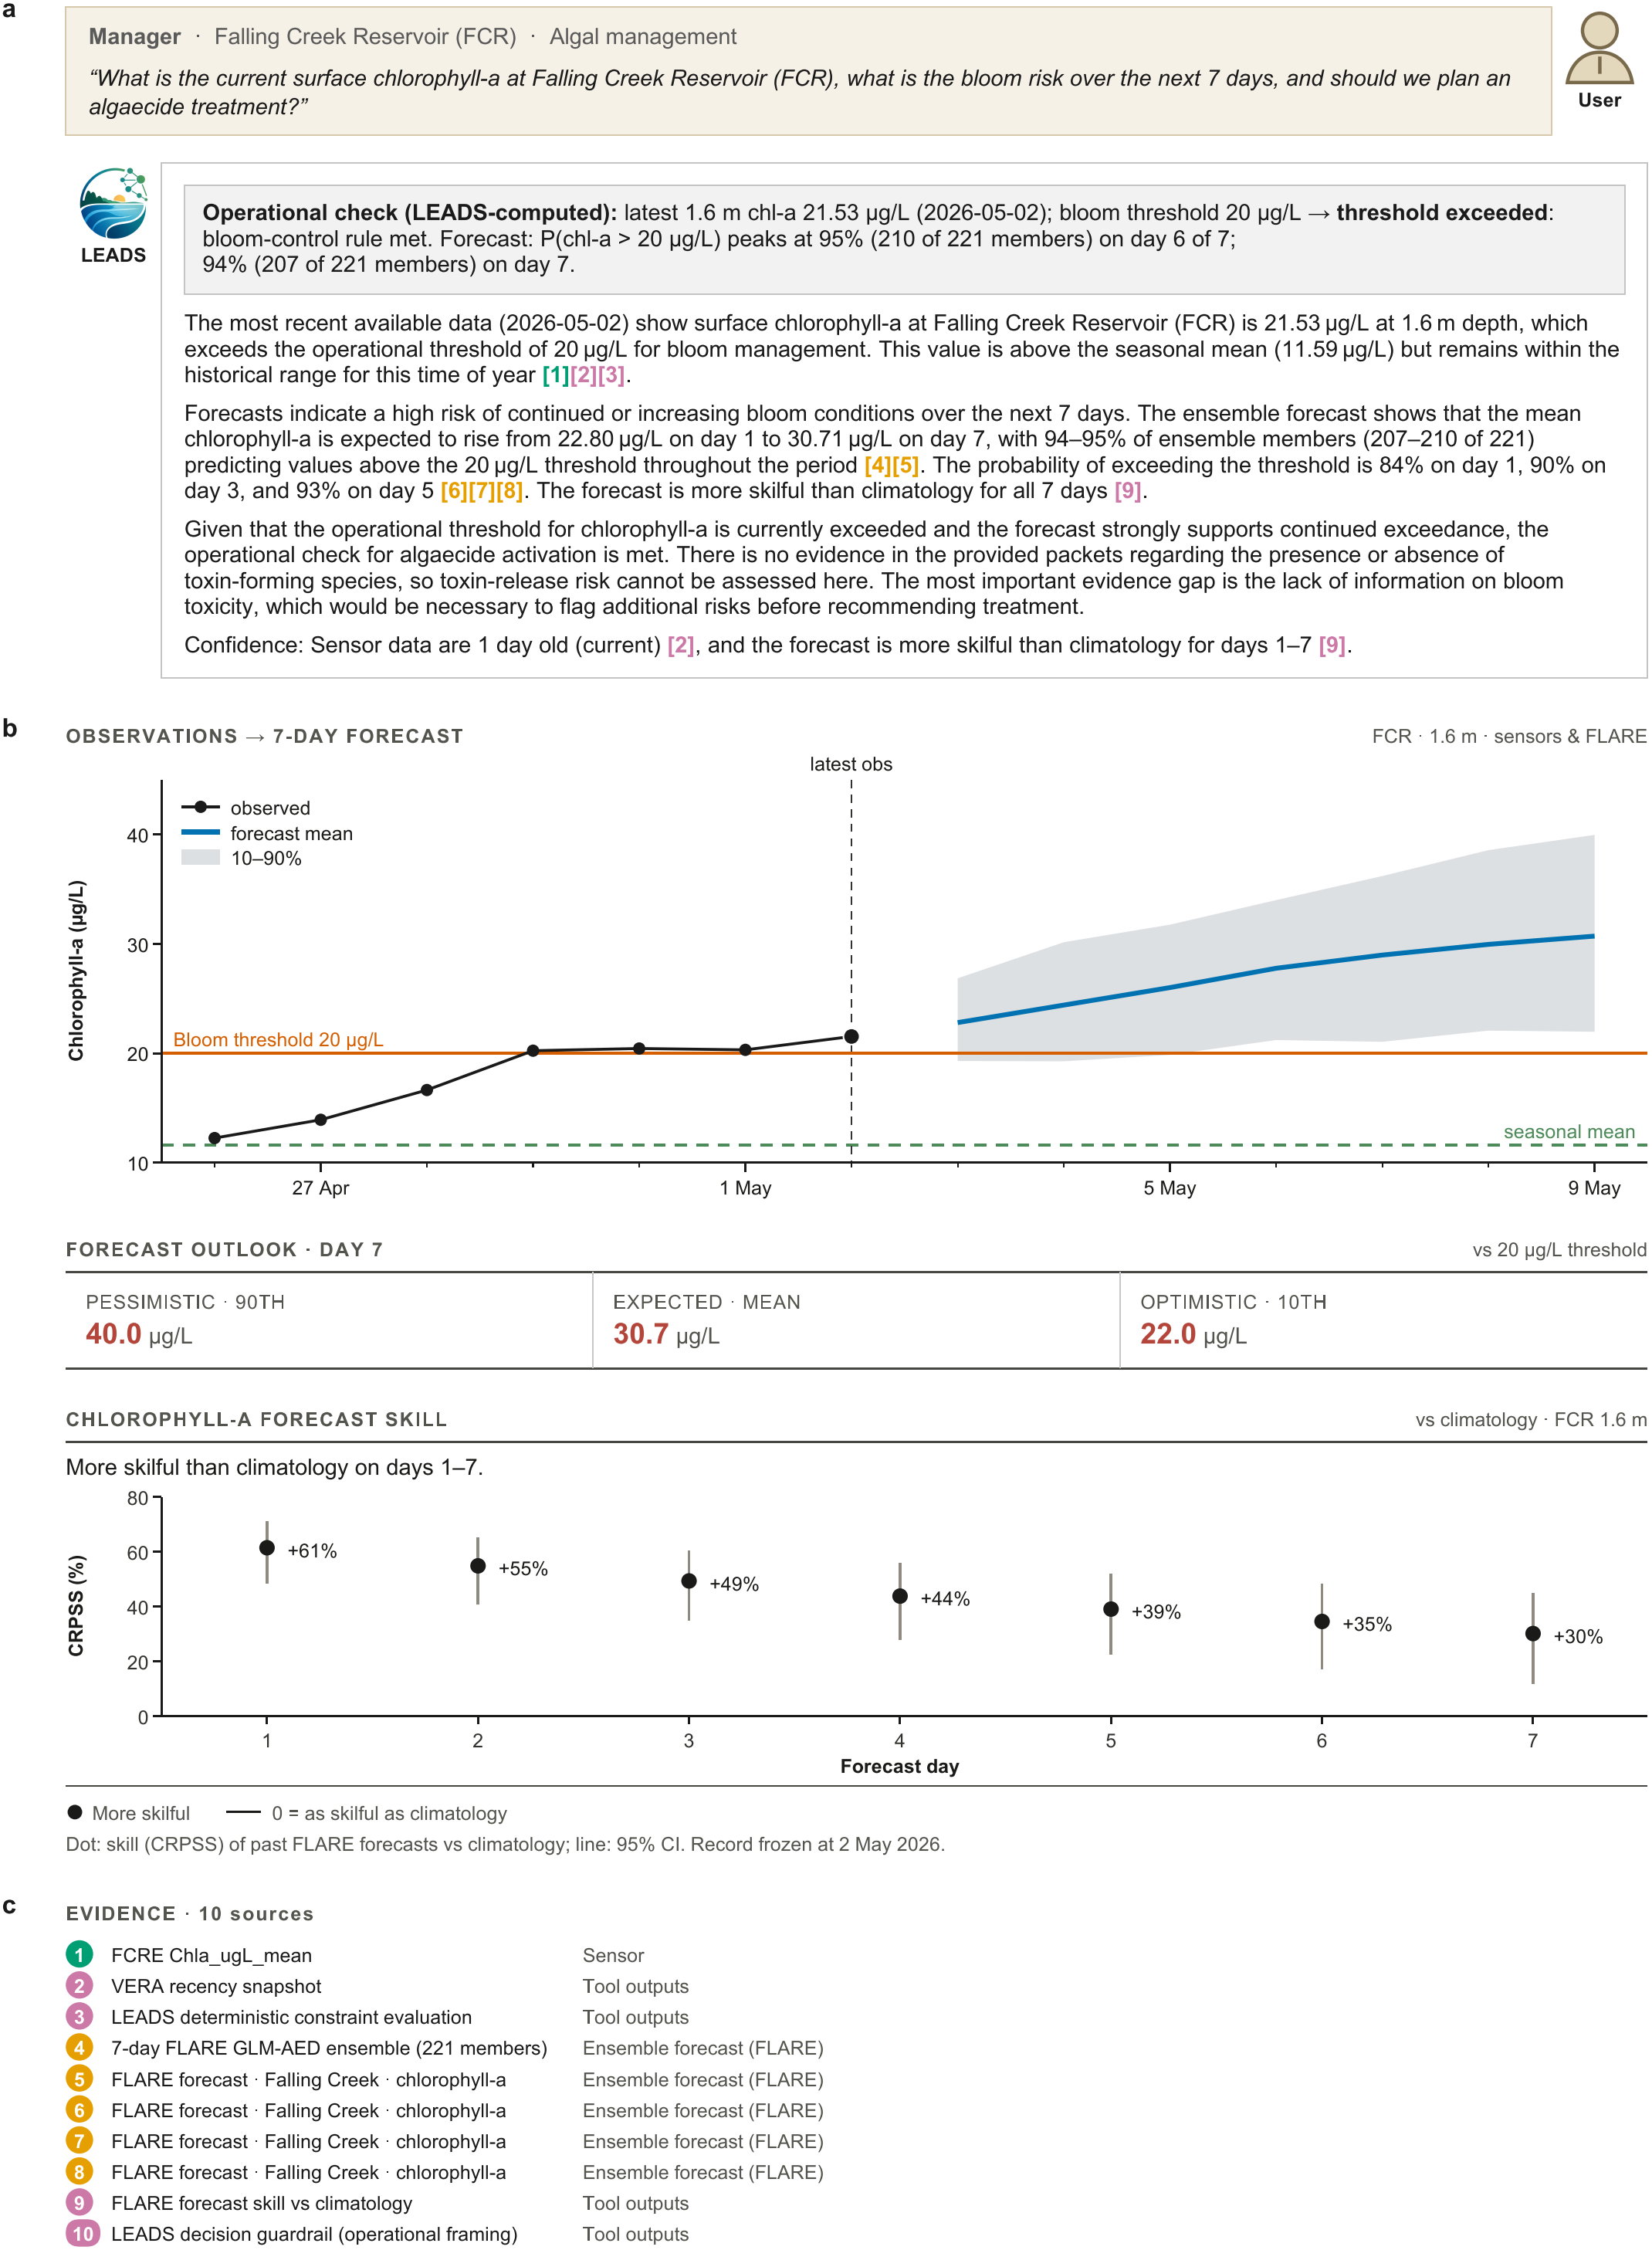 a
Manager · Falling Creek Reservoir (FCR) · Algal management
“What is the current surface chlorophyll-a at Falling Creek Reservoir (FCR), what is the bloom risk over the next 7 days, and should we plan an
algaecide treatment?”
User
LEADS
Operational check (LEADS-computed): latest 1.6 m chl-a 21.53 µg/L (2026-05-02); bloom threshold 20 µg/L → threshold exceeded:
bloom-control rule met. Forecast: P(chl-a > 20 µg/L) peaks at 95% (210 of 221 members) on day 6 of 7;
94% (207 of 221 members) on day 7.
The most recent available data (2026-05-02) show surface chlorophyll-a at Falling Creek Reservoir (FCR) is 21.53 µg/L at 1.6 m depth, which
exceeds the operational threshold of 20 µg/L for bloom management. This value is above the seasonal mean (11.59 µg/L) but remains within the
historical range for this time of year [1][2][3].
Forecasts indicate a high risk of continued or increasing bloom conditions over the next 7 days. The ensemble forecast shows that the mean
chlorophyll-a is expected to rise from 22.80 µg/L on day 1 to 30.71 µg/L on day 7, with 94–95% of ensemble members (207–210 of 221)
predicting values above the 20 µg/L threshold throughout the period [4][5]. The probability of exceeding the threshold is 84% on day 1, 90% on
day 3, and 93% on day 5 [6][7][8]. The forecast is more skilful than climatology for all 7 days [9].
Given that the operational threshold for chlorophyll-a is currently exceeded and the forecast strongly supports continued exceedance, the
operational check for algaecide activation is met. There is no evidence in the provided packets regarding the presence or absence of
toxin-forming species, so toxin-release risk cannot be assessed here. The most important evidence gap is the lack of information on bloom
toxicity, which would be necessary to flag additional risks before recommending treatment.
Confidence: Sensor data are 1 day old (current) [2], and the forecast is more skilful than climatology for days 1–7 [9].
b
OBSERVATIONS → 7-DAY FORECAST
FCR · 1.6 m · sensors & FLARE
latest obs
observed
forecast mean
10–90%
Chlorophyll-a (µg/L)
40
30
20
10
Bloom threshold 20 µg/L
seasonal mean
27 Apr
1 May
5 May
9 May
FORECAST OUTLOOK · DAY 7
vs 20 µg/L threshold
PESSIMISTIC · 90TH
40.0 µg/L
EXPECTED · MEAN
30.7 µg/L
OPTIMISTIC · 10TH
22.0 µg/L
CHLOROPHYLL-A FORECAST SKILL
vs climatology · FCR 1.6 m
More skilful than climatology on days 1–7.
CRPSS (%)
80
60
40
20
0
+61%
+55%
+49%
+44%
+39%
+35%
+30%
1
2
3
4
5
6
7
Forecast day
More skilful
0 = as skilful as climatology
Dot: skill (CRPSS) of past FLARE forecasts vs climatology; line: 95% CI. Record frozen at 2 May 2026.
c
EVIDENCE · 10 sources
1 FCRE Chla_ugL_mean Sensor
2 VERA recency snapshot Tool outputs
3 LEADS deterministic constraint evaluation Tool outputs
4 7-day FLARE GLM-AED ensemble (221 members) Ensemble forecast (FLARE)
5 FLARE forecast · Falling Creek · chlorophyll-a Ensemble forecast (FLARE)
6 FLARE forecast · Falling Creek · chlorophyll-a Ensemble forecast (FLARE)
7 FLARE forecast · Falling Creek · chlorophyll-a Ensemble forecast (FLARE)
8 FLARE forecast · Falling Creek · chlorophyll-a Ensemble forecast (FLARE)
9 FLARE forecast skill vs climatology Tool outputs
10 LEADS decision guardrail (operational framing) Tool outputs